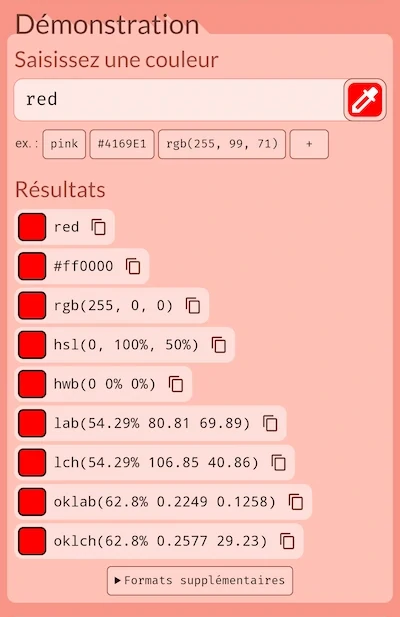 Démonstration
Saisissez une couleur
red
ex. : pink #4169E1 rgb(255, 99, 71) +
Résultats
red
#ff0000
rgb(255, 0, 0)
hsl(0, 100%, 50%)
hwb(0 0% 0%)
lab(54.29% 80.81 69.89)
lch(54.29% 106.85 40.86)
oklab(62.8% 0.2249 0.1258)
oklch(62.8% 0.2577 29.23)
▶Formats supplémentaires